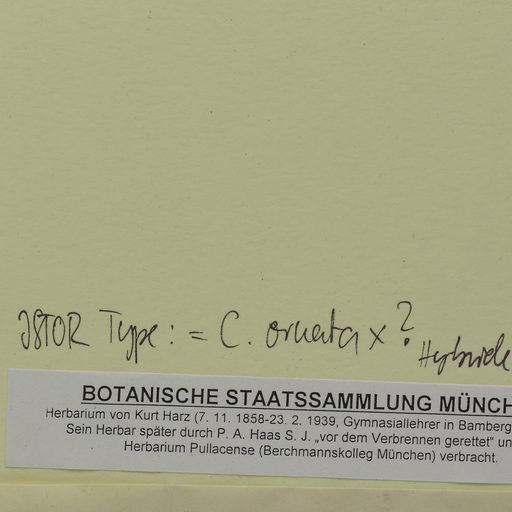 JSTOR Type : = C. ornata x ? Hybride
BOTANISCHE STAATSSAMMLUNG MÜNCH
Herbarium von Kurt Harz (7. 11. 1858-23. 2. 1939, Gymnasiallehrer in Bamberg
Sein Herbar später durch P. A. Haas S. J. „vor dem Verbrennen gerettet“ un
Herbarium Pullacense (Berchmannskolleg München) verbracht.